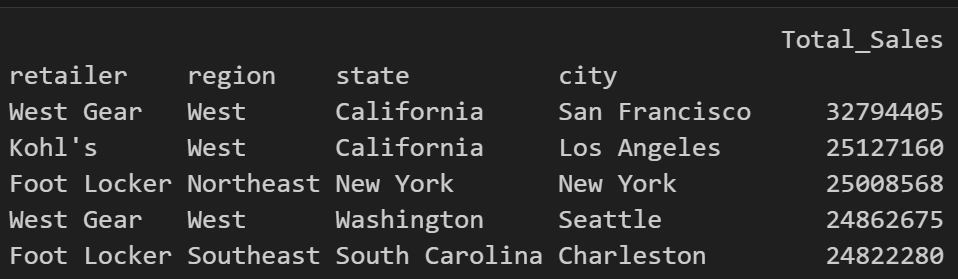 Total_Sales
retailer region state city
West Gear West California San Francisco 32794405
Kohl's West California Los Angeles 25127160
Foot Locker Northeast New York New York 25008568
West Gear West Washington Seattle 24862675
Foot Locker Southeast South Carolina Charleston 24822280